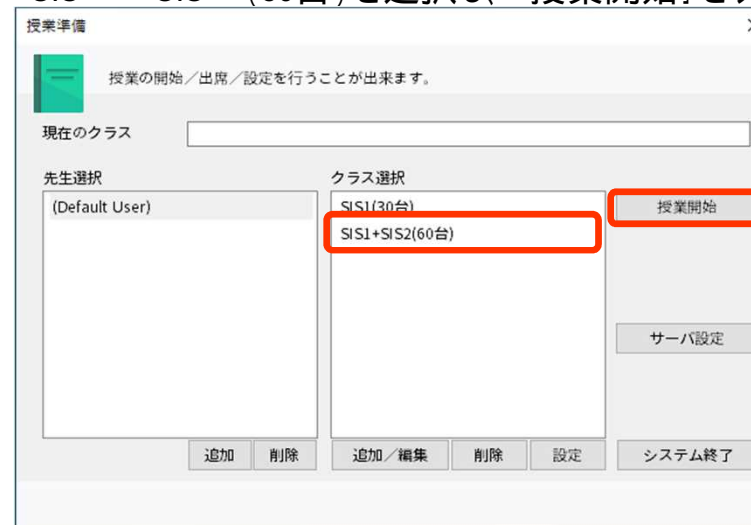 授業準備
授業の開始／出席／設定を行うことが出来ます。
現在のクラス
先生選択
クラス選択
(Default User)
SIS1(30台)
授業開始
SIS1+SIS2(60台)
サーバ設定
追加
削除
追加／編集
削除
設定
システム終了